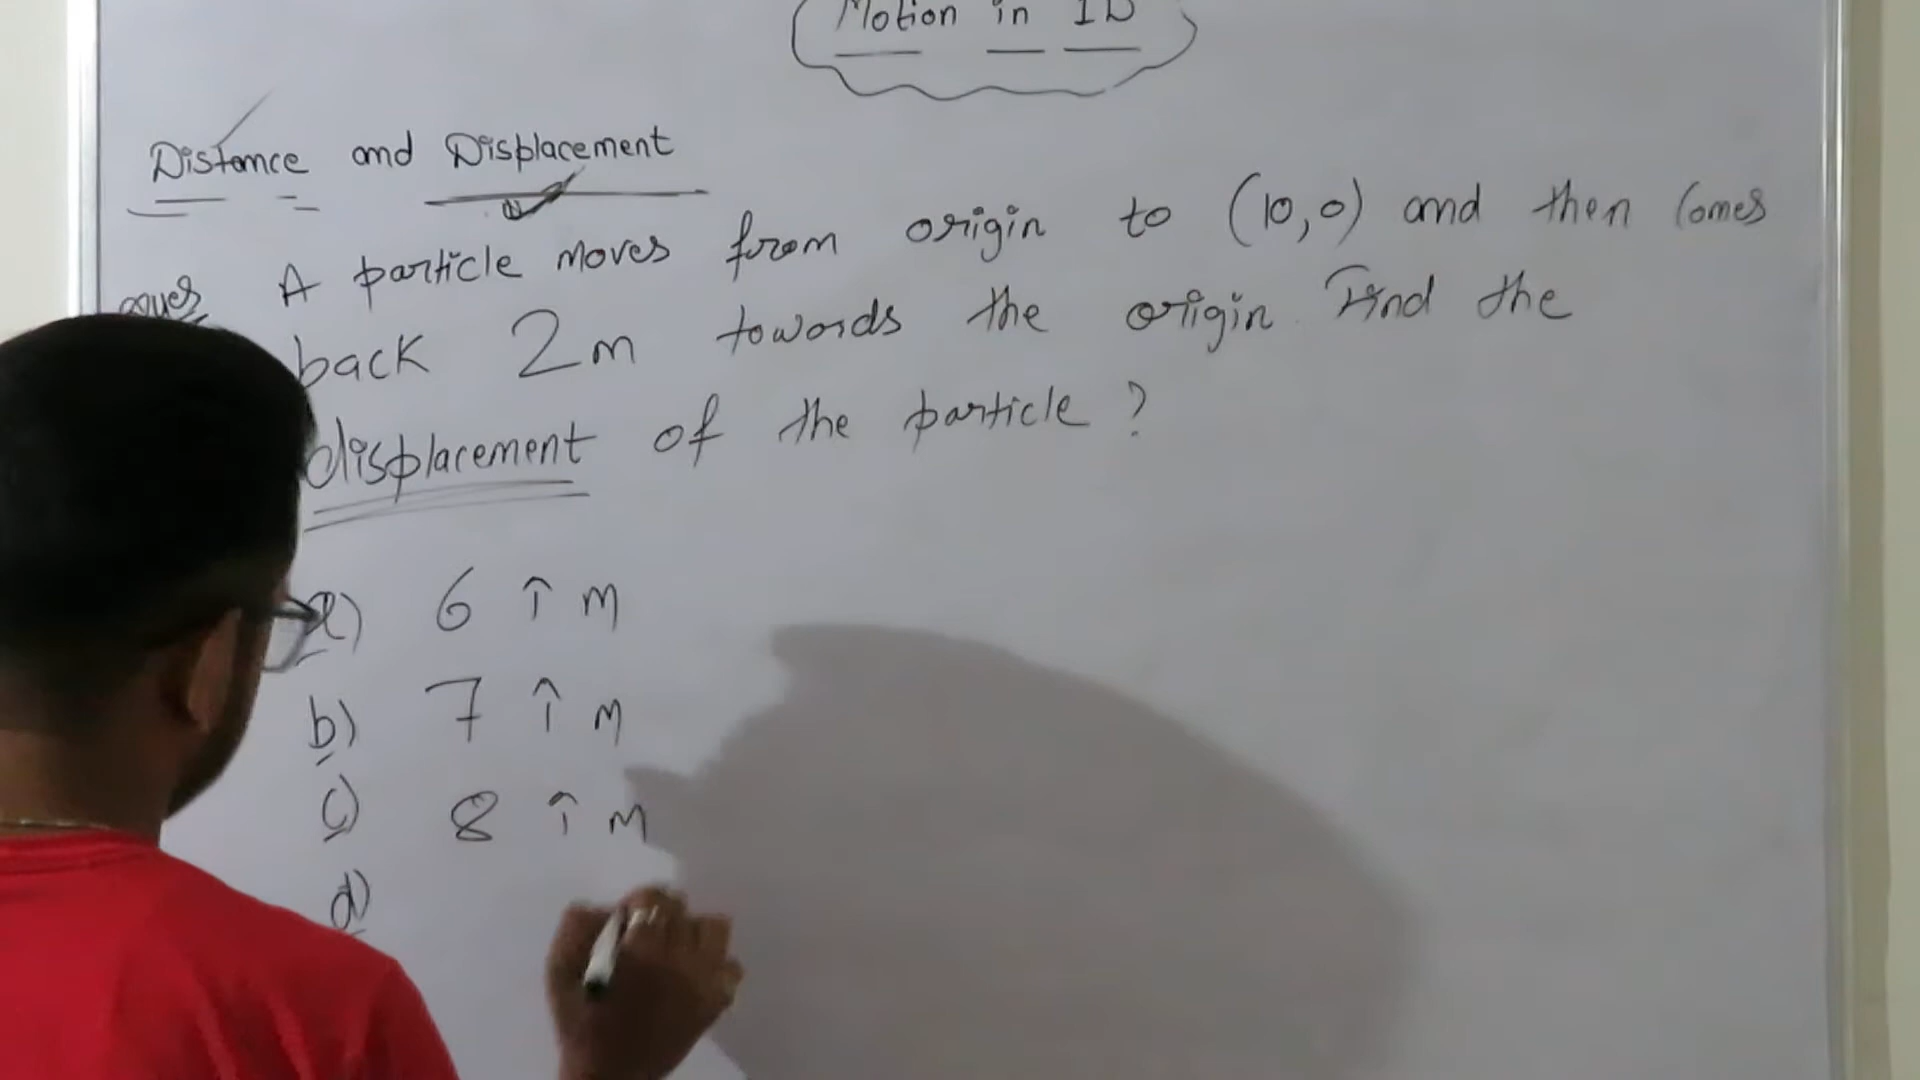 Motion in 1D
Distance and Displacement
Ques A particle moves from origin to (10,0) and then comes
back 2m towards the origin. Find the
displacement of the particle ?
a) 6 î m
b) 7 î m
c) 8 î m
d)